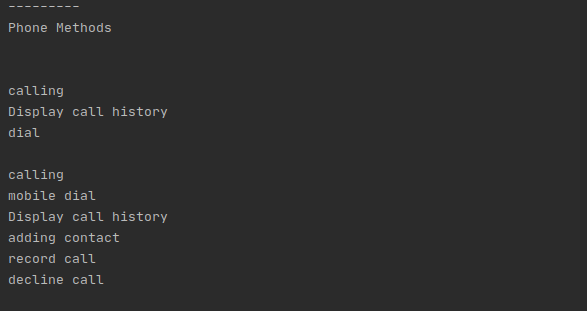 ---------
Phone Methods
calling
Display call history
dial
calling
mobile dial
Display call history
adding contact
record call
decline call